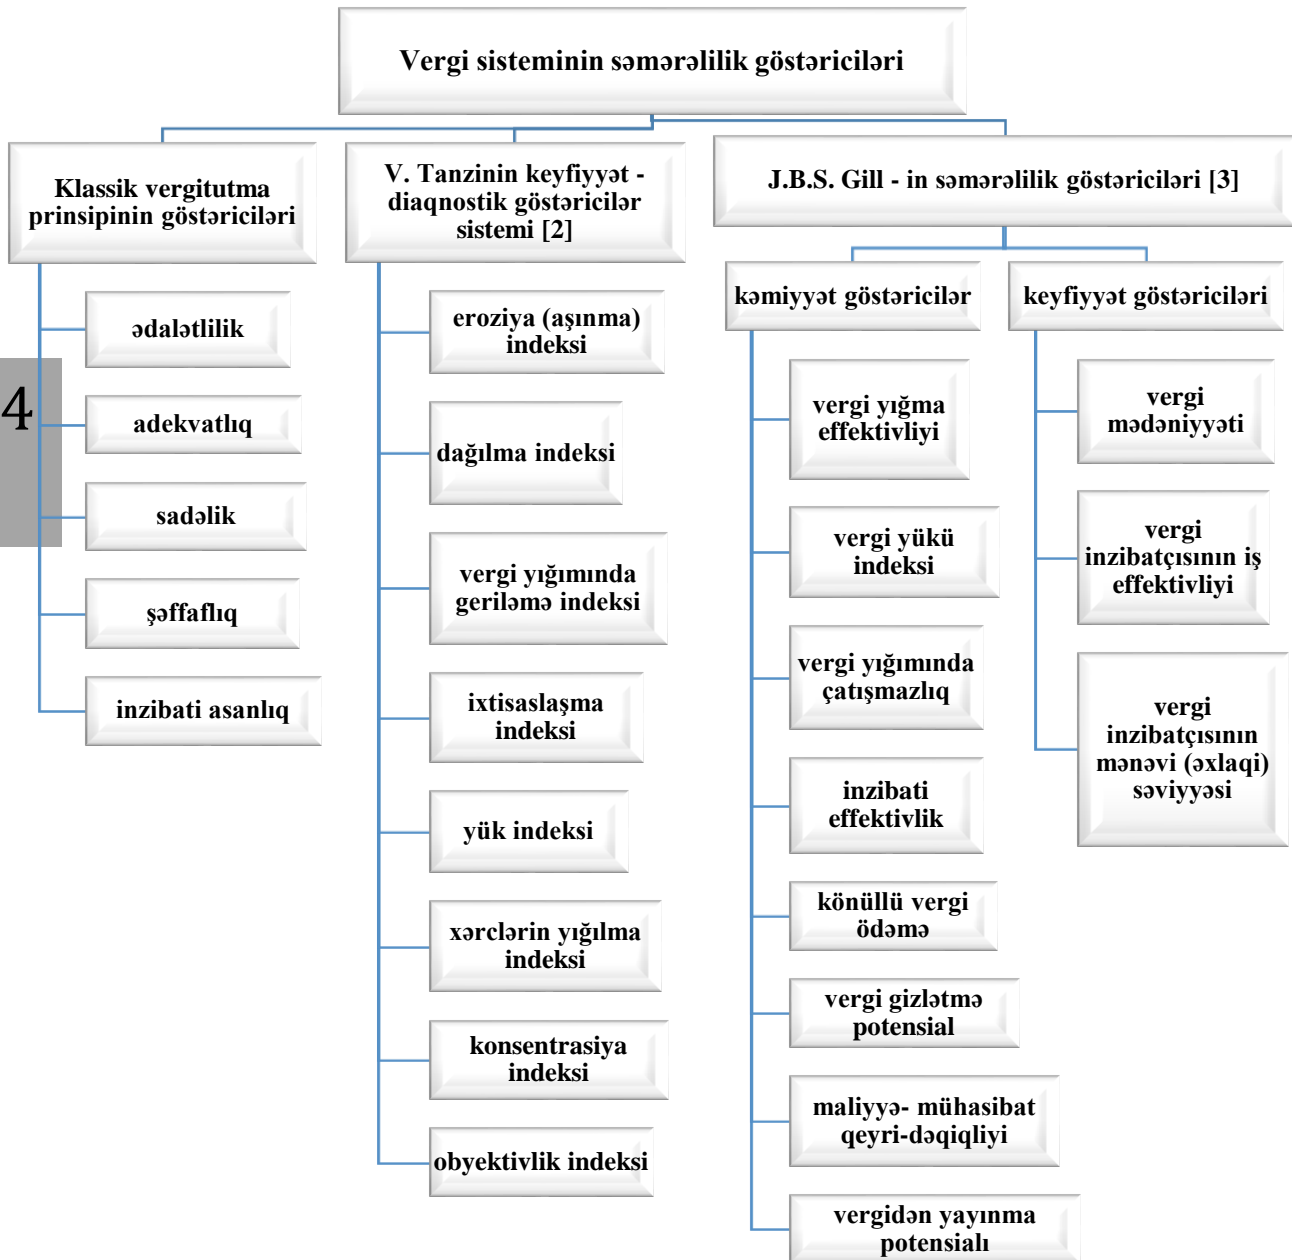 Vergi sisteminin səmərəlilik göstəriciləri
Klassik vergitutma
prinsipinin göstəriciləri
ədalətlilik
adekvatlıq
sadəlik
şəffaflıq
inzibati asanlıq
4
V. Tanzinin keyfiyyət -
diaqnostik göstəricilər
sistemi [2]
eroziya (aşınma)
indeksi
dağılma indeksi
vergi yığımında
geriləmə indeksi
ixtisaslaşma
indeksi
yük indeksi
xərclərin yığılma
indeksi
konsentrasiya
indeksi
obyektivlik indeksi
J.B.S. Gill - in səmərəlilik göstəriciləri [3]
kəmiyyət göstəricilər
vergi yığma
effektivliyi
vergi yükü
indeksi
vergi yığımında
çatışmazlıq
inzibati
effektivlik
könüllü vergi
ödəmə
vergi gizlətmə
potensial
maliyyə- mühasibat
qeyri-dəqiqliyi
vergidən yayınma
potensialı
keyfiyyət göstəriciləri
vergi
mədəniyyəti
vergi
inzibatçısının iş
effektivliyi
vergi
inzibatçısının
mənəvi (əxlaqi)
səviyyəsi